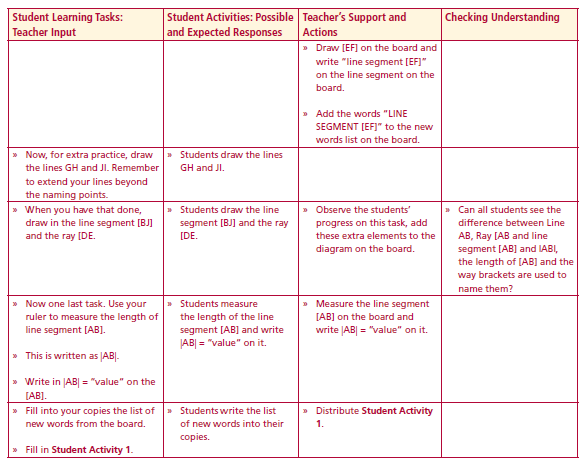 Student Learning Tasks:
Teacher Input
Student Activities: Possible
and Expected Responses
Teacher's Support and
Actions
Checking Understanding
» Draw [EF] on the board and
write "line segment [EF]"
on the line segment on the
board.
» Add the words "LINE
SEGMENT [EF]" to the new
words list on the board.
» Now, for extra practice, draw
the lines GH and JI. Remember
to extend your lines beyond
the naming points.
» Students draw the lines
GH and JI.
» When you have that done,
draw in the line segment [BJ]
and the ray [DE.
» Students draw the line
segment [BJ] and the ray
[DE.
» Observe the students'
progress on this task, add
these extra elements to the
diagram on the board.
» Can all students see the
difference between Line
AB, Ray [AB and line
segment [AB] and IABI,
the length of [AB] and the
way brackets are used to
name them?
» Now one last task. Use your
ruler to measure the length of
line segment [AB].
» This is written as |AB|.
» Write in |AB| = "value" on the
[AB].
» Students measure
the length of the line
segment [AB] and write
|AB| = "value" on it.
» Measure the line segment
[AB] on the board and
write |AB| = "value" on it.
» Fill into your copies the list of
new words from the board.
» Fill in Student Activity 1.
» Students write the list
of new words into their
copies.
» Distribute Student Activity
1.